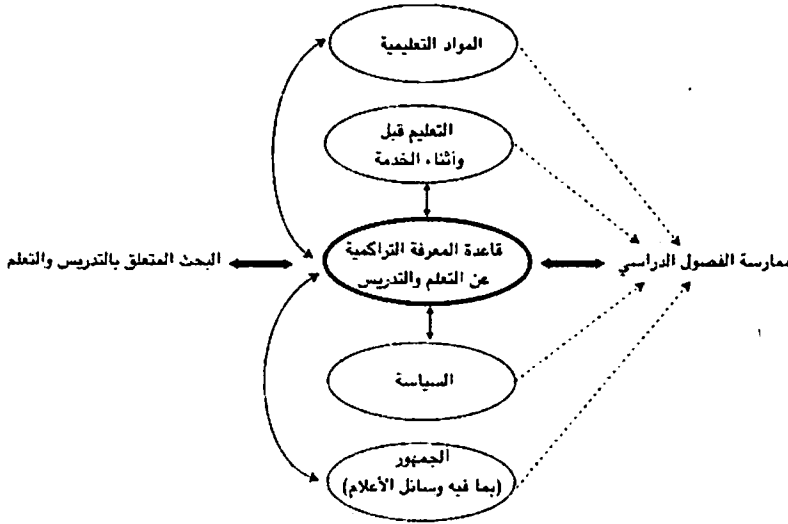 المواد التعليمية
التعليم قبل
وأثناء الخدمة
قاعدة المعرفة التراكمية
عن التعلم والتدريس
ممارسة الفصول الدراسي
البحث المتعلق بالتدريس والتعلم
السياسة
الجمهور
(بما فيه وسائل الأعلام)